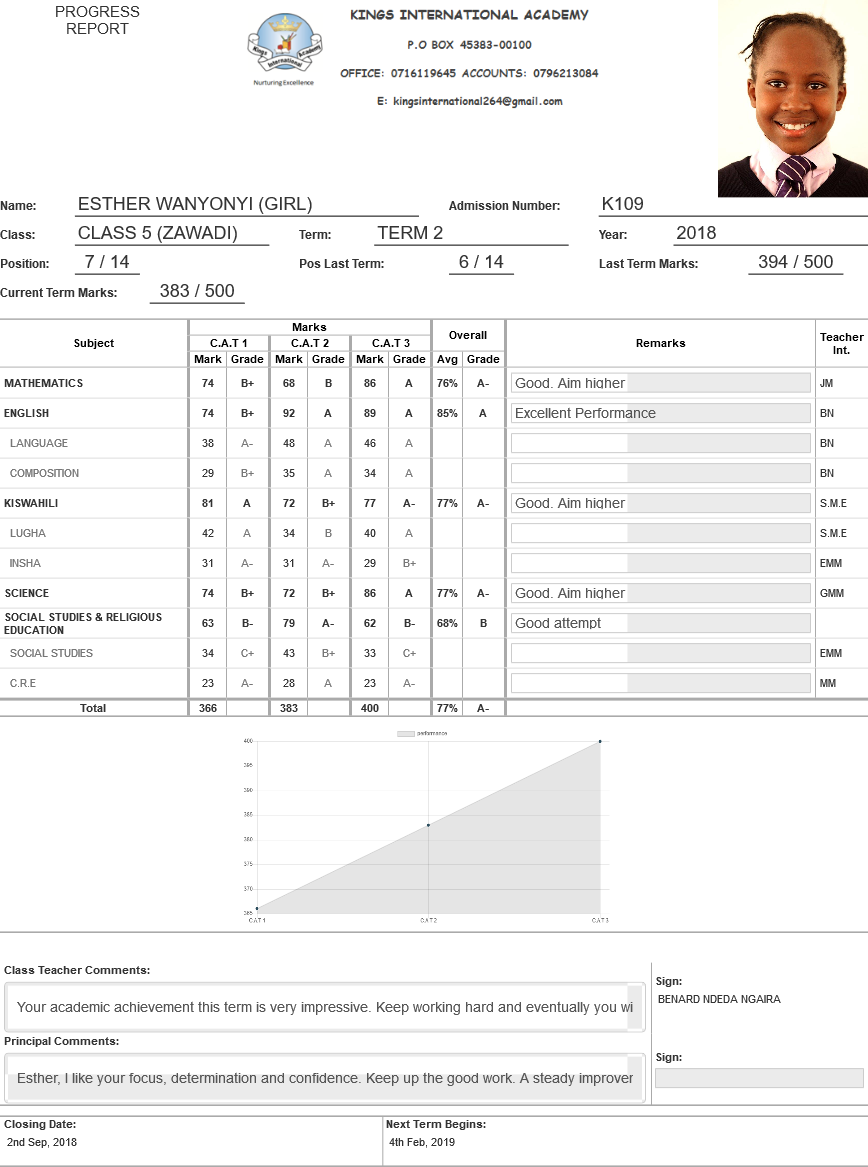 PROGRESS
REPORT
Kings International Academy
Nurturing Excellence
KINGS INTERNATIONAL ACADEMY
P.O BOX 45383-00100
OFFICE: 0716119645 ACCOUNTS: 0796213084
E: kingsinternational264@gmail.com
Name: ESTHER WANYONYI (GIRL) Admission Number: K109
Class: CLASS 5 (ZAWADI) Term: TERM 2 Year: 2018
Position: 7 / 14 Pos Last Term: 6 / 14 Last Term Marks: 394 / 500
Current Term Marks: 383 / 500
Subject Marks Overall Remarks Teacher Int.
C.A.T 1 C.A.T 2 C.A.T 3
Mark Grade Mark Grade Mark Grade Avg Grade
MATHEMATICS 74 B+ 68 B 86 A 76% A- Good. Aim higher JM
ENGLISH 74 B+ 92 A 89 A 85% A Excellent Performance BN
LANGUAGE 38 A- 48 A 46 A BN
COMPOSITION 29 B+ 35 A 34 A BN
KISWAHILI 81 A 72 B+ 77 A- 77% A- Good. Aim higher S.M.E
LUGHA 42 A 34 B 40 A S.M.E
INSHA 31 A- 31 A- 29 B+ EMM
SCIENCE 74 B+ 72 B+ 86 A 77% A- Good. Aim higher GMM
SOCIAL STUDIES & RELIGIOUS
EDUCATION 63 B- 79 A- 62 B- 68% B Good attempt
SOCIAL STUDIES 34 C+ 43 B+ 33 C+ EMM
C.R.E 23 A- 28 A 23 A- MM
Total 366 383 400 77% A-
performance
400
395
390
385
380
375
370
365
CAT1 CAT2 CAT3
Class Teacher Comments:
Your academic achievement this term is very impressive. Keep working hard and eventually you wi
Sign:
BENARD NDEDA NGAIRA
Principal Comments:
Esther, I like your focus, determination and confidence. Keep up the good work. A steady improver
Sign:
Closing Date: Next Term Begins:
2nd Sep, 2018 4th Feb, 2019